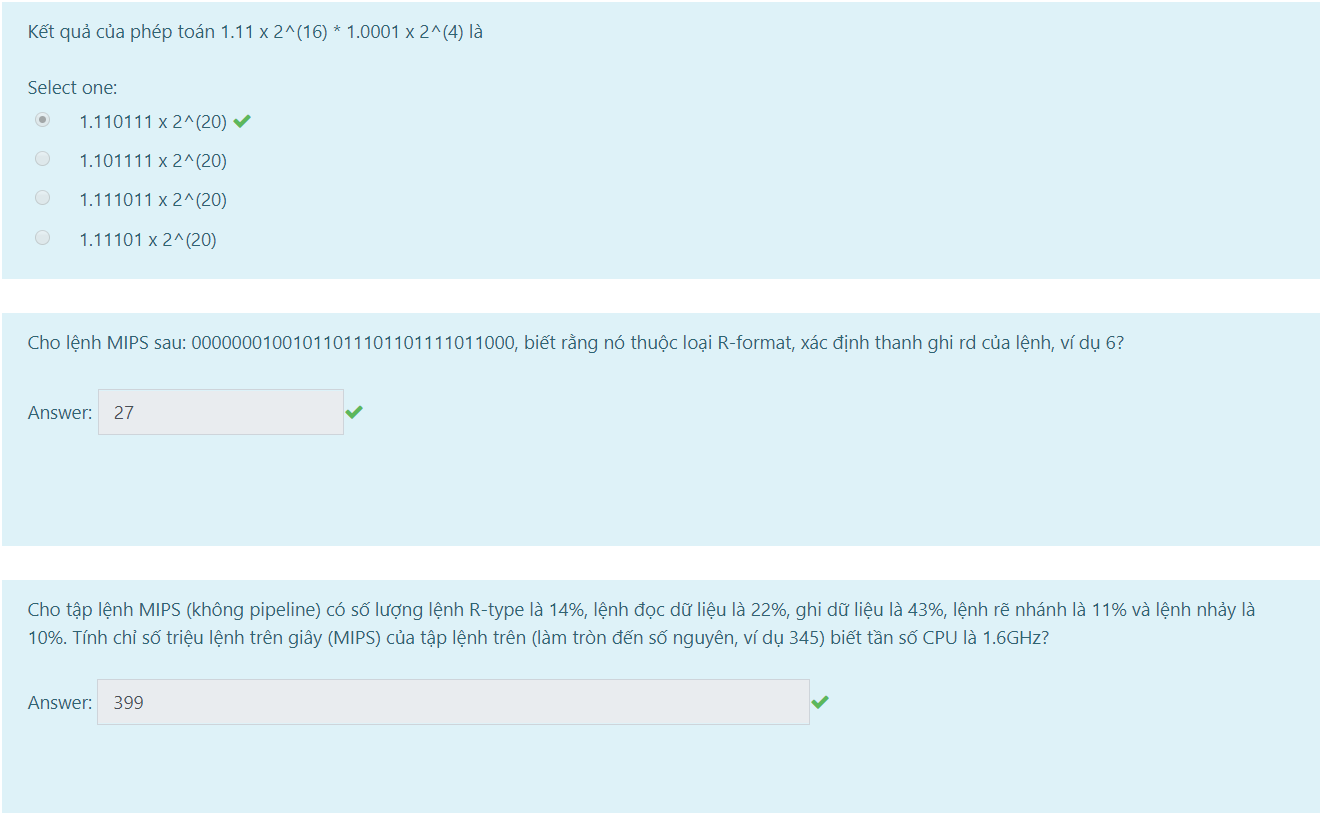 Kết quả của phép toán 1.11 x 2^(16) * 1.0001 x 2^(4) là
Select one:
1.110111 x 2^(20)
1.101111 x 2^(20)
1.111011 x 2^(20)
1.11101 x 2^(20)
Cho lệnh MIPS sau: 00000001001011011101101111011000, biết rằng nó thuộc loại R-format, xác định thanh ghi rd của lệnh, ví dụ 6?
Answer: 27
Cho tập lệnh MIPS (không pipeline) có số lượng lệnh R-type là 14%, lệnh đọc dữ liệu là 22%, ghi dữ liệu là 43%, lệnh rẽ nhánh là 11% và lệnh nhảy là
10%. Tính chỉ số triệu lệnh trên giây (MIPS) của tập lệnh trên (làm tròn đến số nguyên, ví dụ 345) biết tần số CPU là 1.6GHz?
Answer: 399